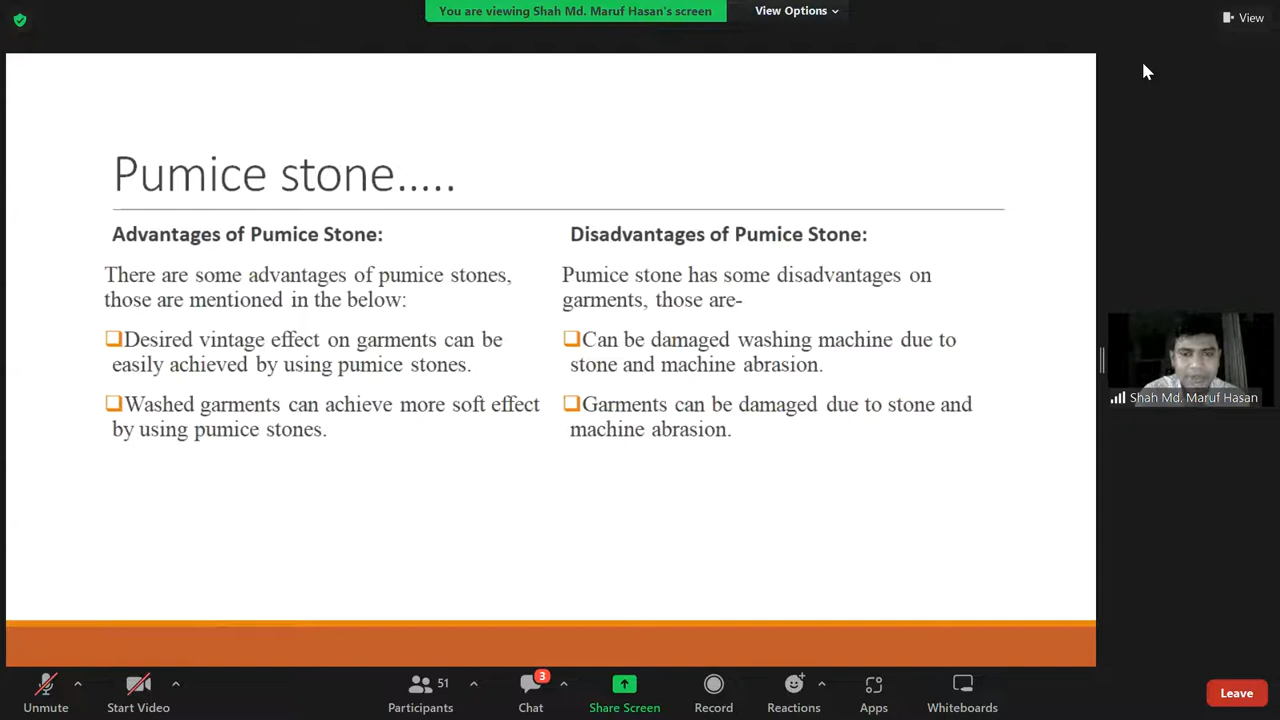 You are viewing Shah Md. Maruf Hasan's screen
View Options
View
Pumice stone.....
Advantages of Pumice Stone:
There are some advantages of pumice stones,
those are mentioned in the below:
Desired vintage effect on garments can be
easily achieved by using pumice stones.
Washed garments can achieve more soft effect
by using pumice stones.
Disadvantages of Pumice Stone:
Pumice stone has some disadvantages on
garments, those are-
Can be damaged washing machine due to
stone and machine abrasion.
Garments can be damaged due to stone and
machine abrasion.
Shah Md. Maruf Hasan
Unmute
Start Video
51
Participants
3
Chat
Share Screen
Record
Reactions
Apps
Whiteboards
Leave